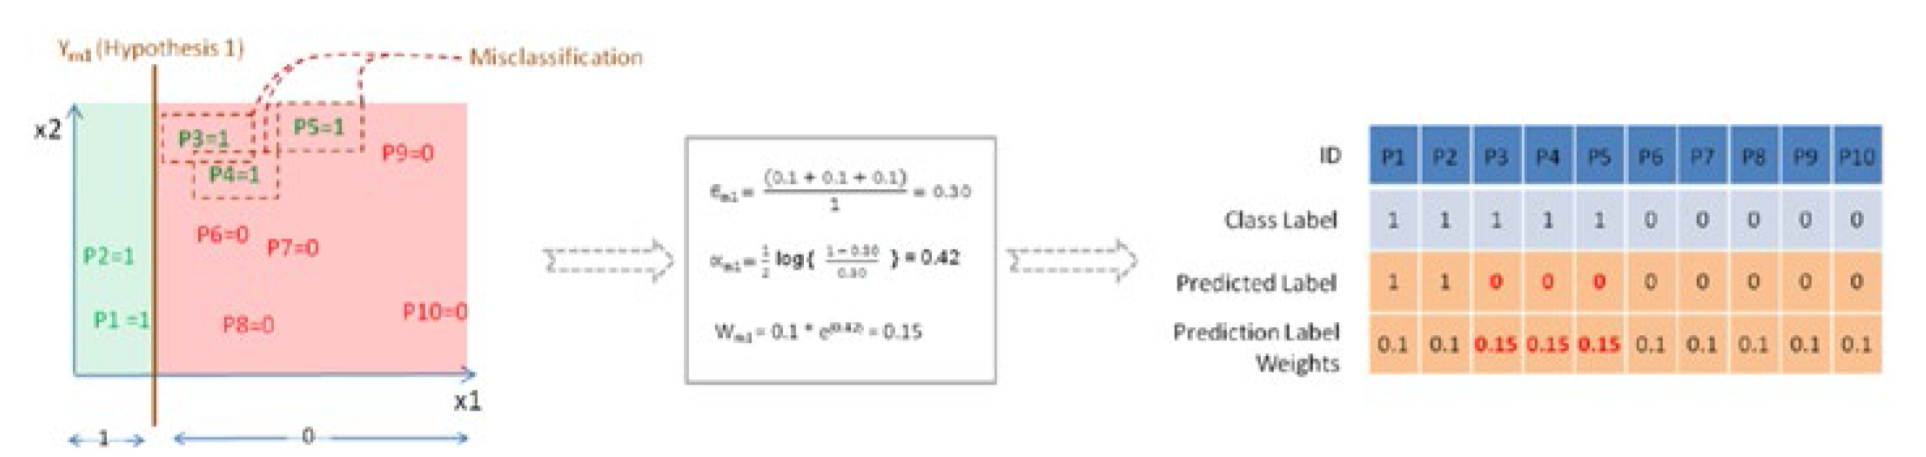 Ym1 (Hypothesis 1)
Misclassification
x2
P3=1
P5=1
P9=0
P4=1
P6=0
P7=0
P2=1
P1 =1
P8=0
P10=0
x1
1
0
Єm1 = (0.1 + 0.1 + 0.1) / 1 = 0.30
αm1 = 1/2 log{ 1 − 0.30 / 0.30 } = 0.42
Wm1 = 0.1 * e(0.42) = 0.15
ID P1 P2 P3 P4 P5 P6 P7 P8 P9 P10
Class Label 1 1 1 1 1 0 0 0 0 0
Predicted Label 1 1 0 0 0 0 0 0 0 0
Prediction Label
Weights 0.1 0.1 0.15 0.15 0.15 0.1 0.1 0.1 0.1 0.1